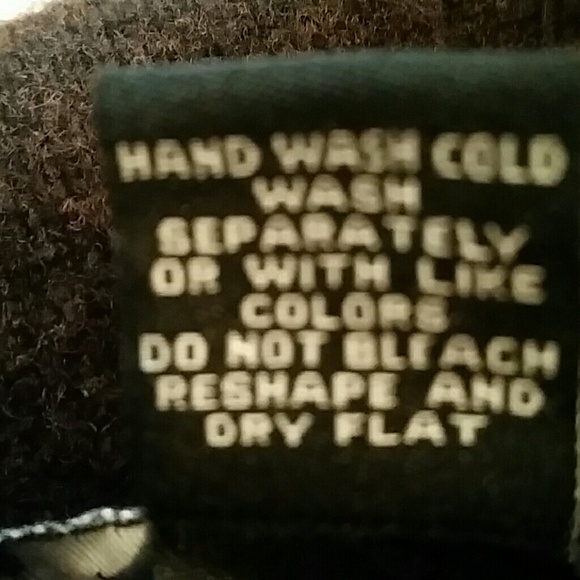 HAND WASH COLD
WASH
SEPARATELY
OR WITH LIKE
COLORS
DO NOT BLEACH
RESHAPE AND
DRY FLAT